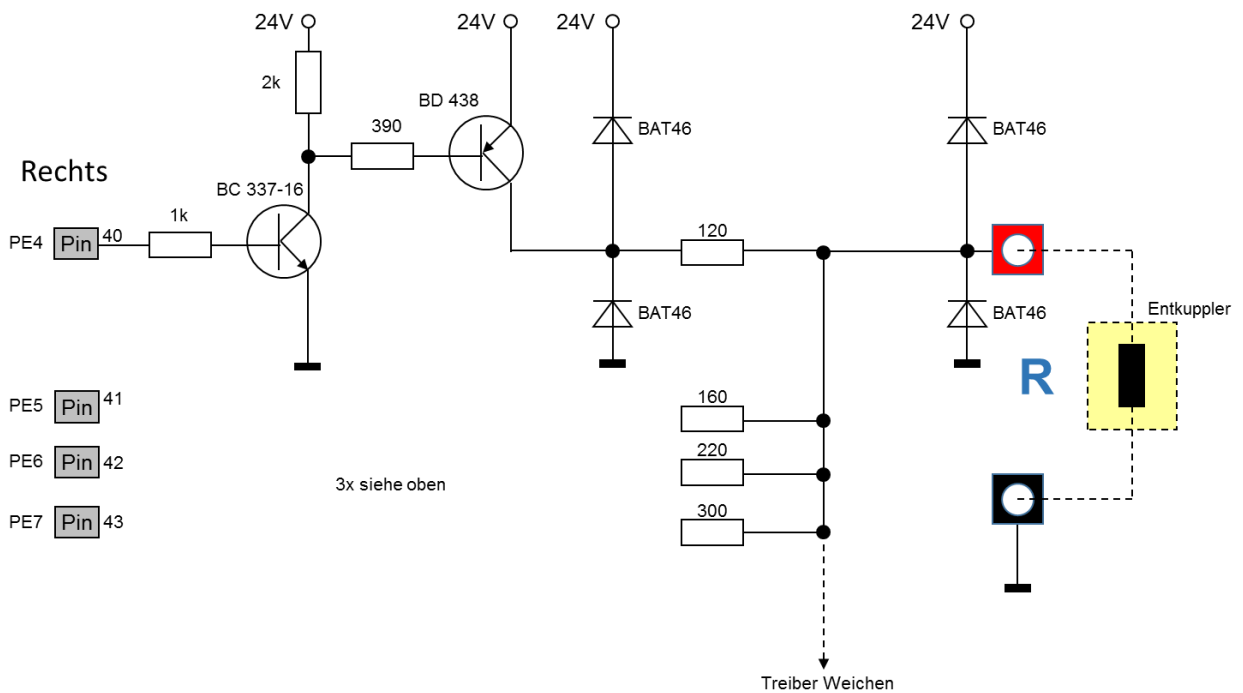 24V
24V
24V
24V
2k
BD 438
390
BAT46
BAT46
Rechts
BC 337-16
1k
PE4
Pin
40
120
BAT46
BAT46
Entkuppler
R
PE5
Pin
41
160
PE6
Pin
42
220
3x siehe oben
PE7
Pin
43
300
Treiber Weichen